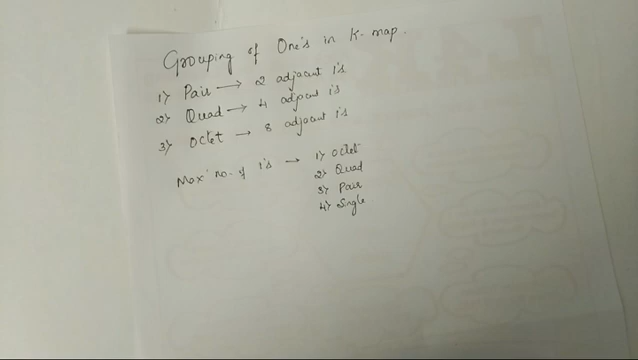 Grouping of One's in K-map.
1) Pair → 2 adjacent 1's
2) Quad → 4 adjacent 1's
3) Octet → 8 adjacent 1's
Max no. of 1's → 1) Octet
2) Quad
3) Pair
4) Single